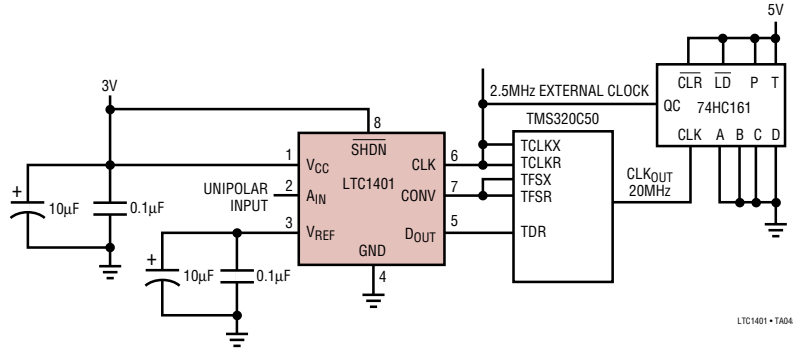 5V
3V
2.5MHz EXTERNAL CLOCK
CLR LD P T
QC 74HC161
CLK A B C D
TMS320C50
8
SHDN
1 VCC CLK 6
LTC1401
UNIPOLAR INPUT 2 AIN CONV 7
3 VREF DOUT 5
GND
4
TCLKX
TCLKR
TFSX
TFSR
TDR
CLKOUT
20MHz
+ 10µF 0.1µF
+ 10µF 0.1µF
LTC1401 • TA04